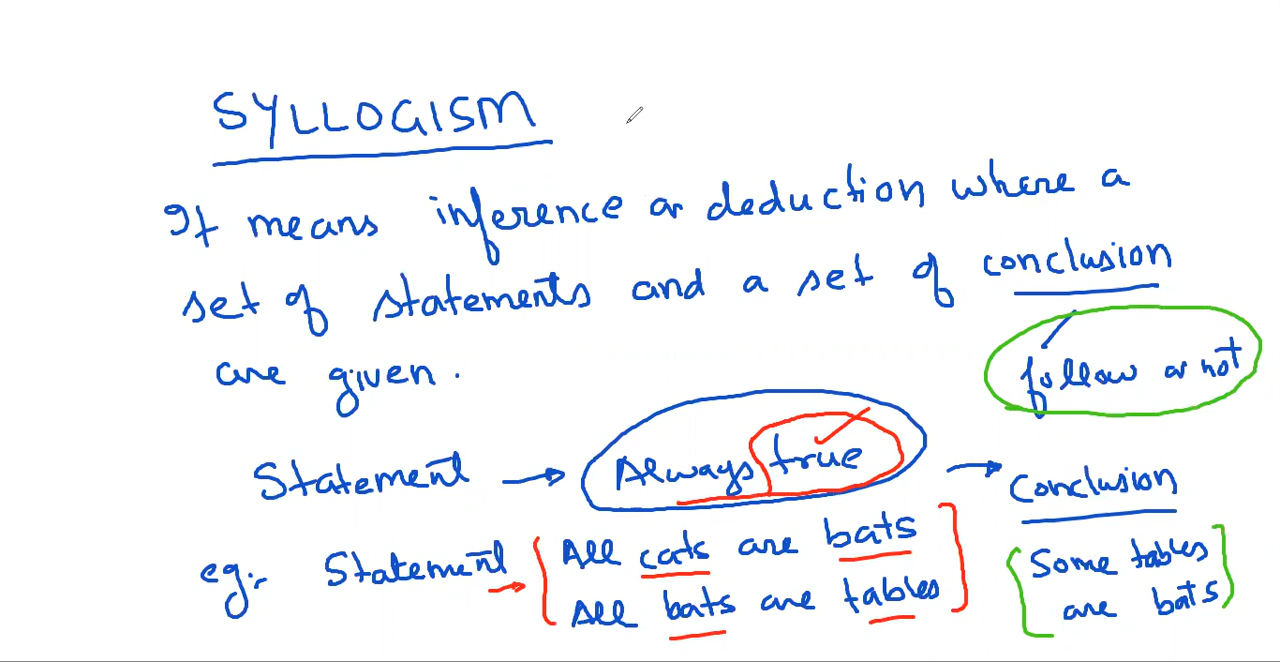 SYLLOGISM
It means inference or deduction where a
set of statements and a set of conclusion
are given.
follow or not
Statement → Always true → Conclusion
eg:- Statement → All cats are bats
All bats are tables
Some tables
are bats